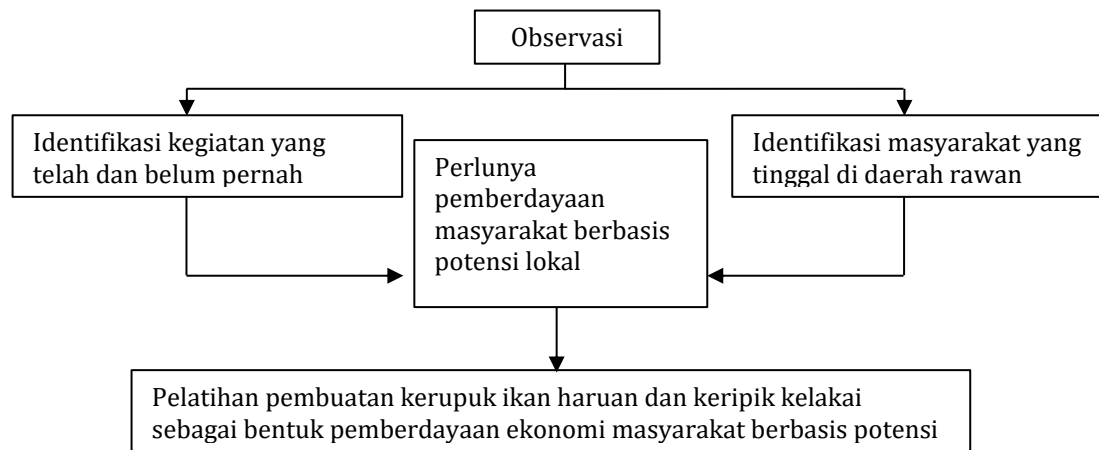 Observasi
Identifikasi kegiatan yang
telah dan belum pernah
Identifikasi masyarakat yang
tinggal di daerah rawan
Perlunya
pemberdayaan
masyarakat berbasis
potensi lokal
Pelatihan pembuatan kerupuk ikan haruan dan keripik kelakai
sebagai bentuk pemberdayaan ekonomi masyarakat berbasis potensi